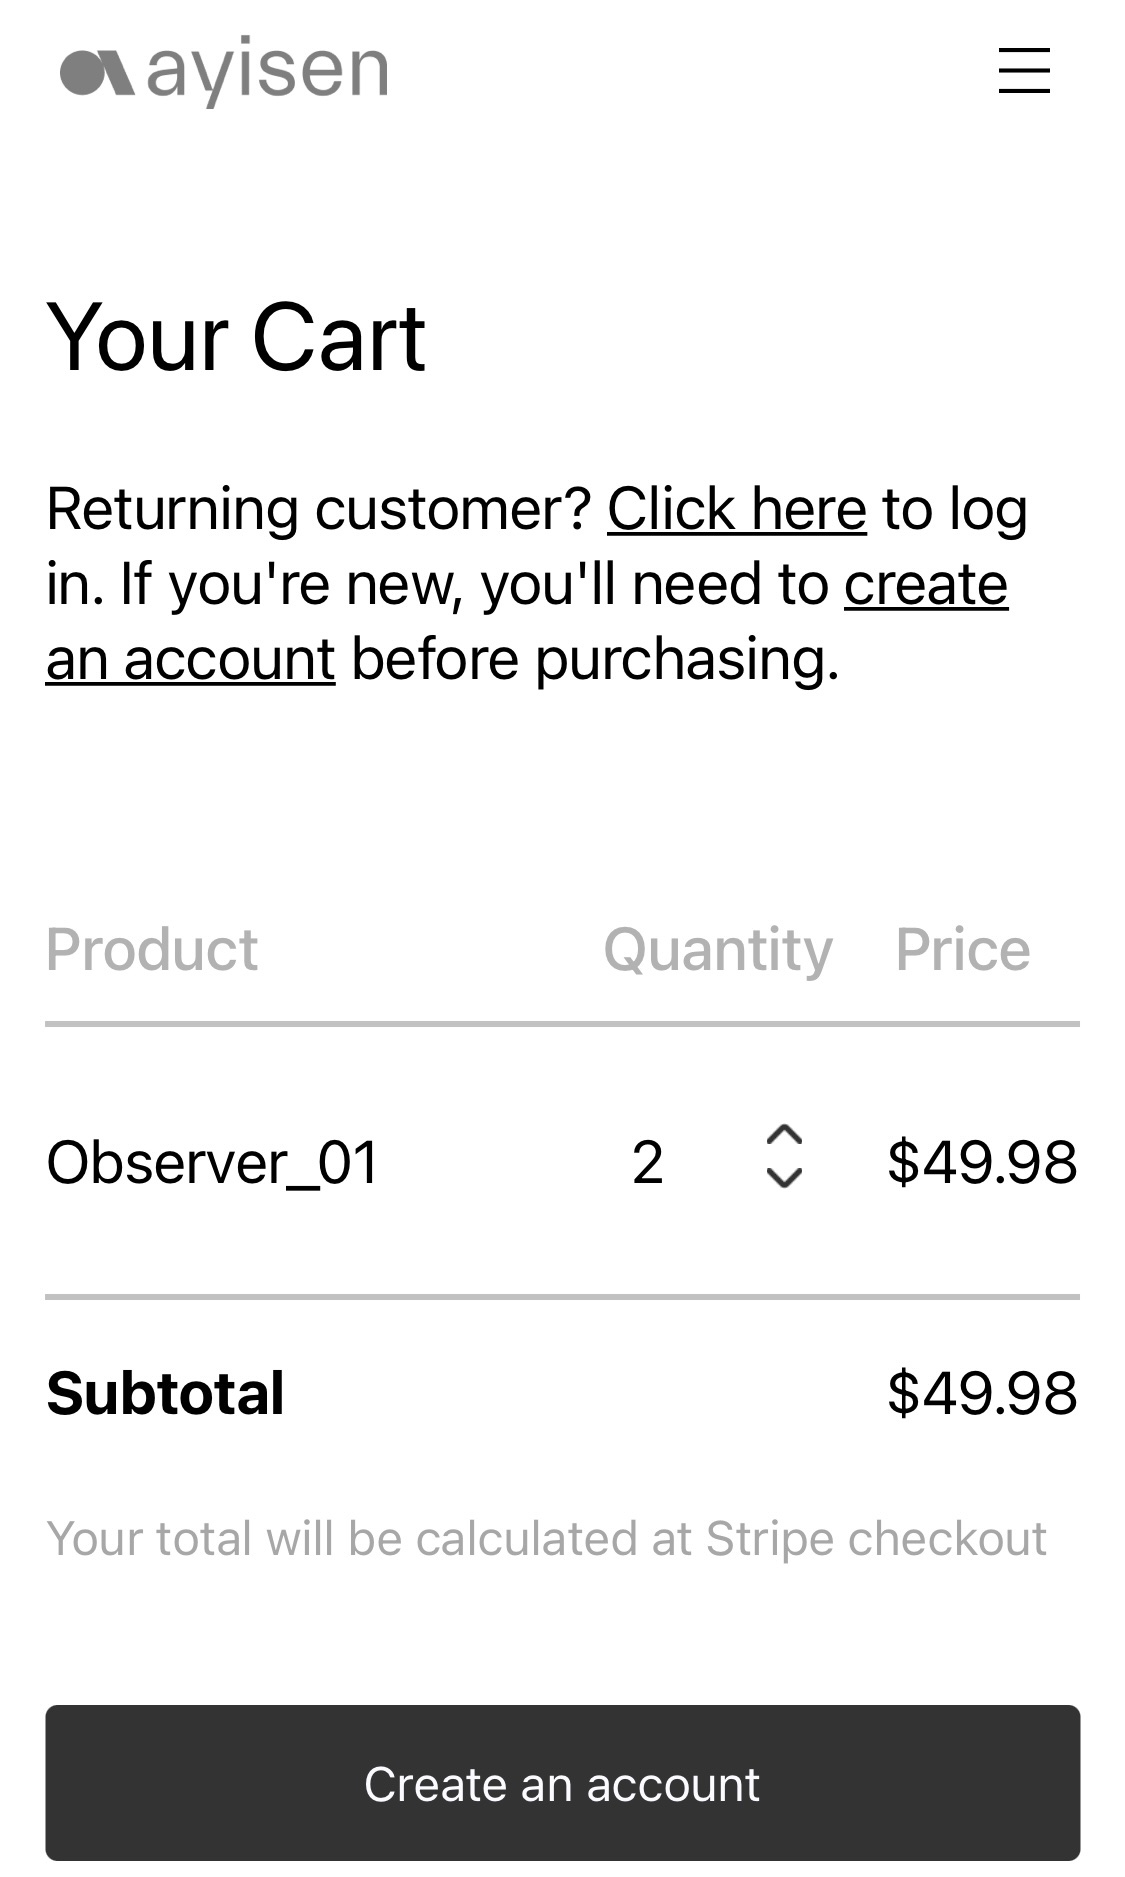 ayisen
Your Cart
Returning customer? Click here to log
in. If you're new, you'll need to create
an account before purchasing.
Product Quantity Price
Observer_01 2 $49.98
Subtotal $49.98
Your total will be calculated at Stripe checkout
Create an account